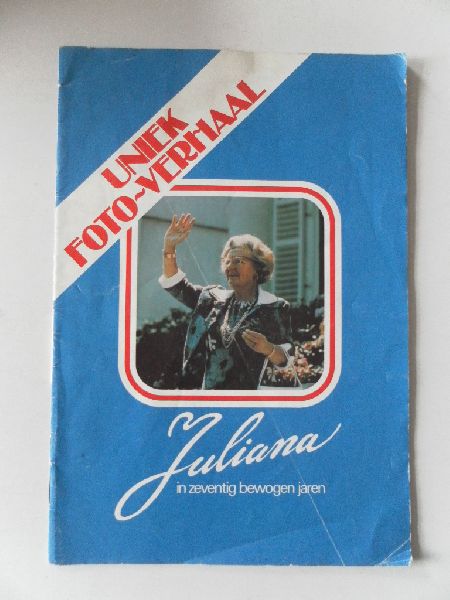 UNIEK
FOTO-VERHAAL
Juliana
in zeventig bewogen jaren